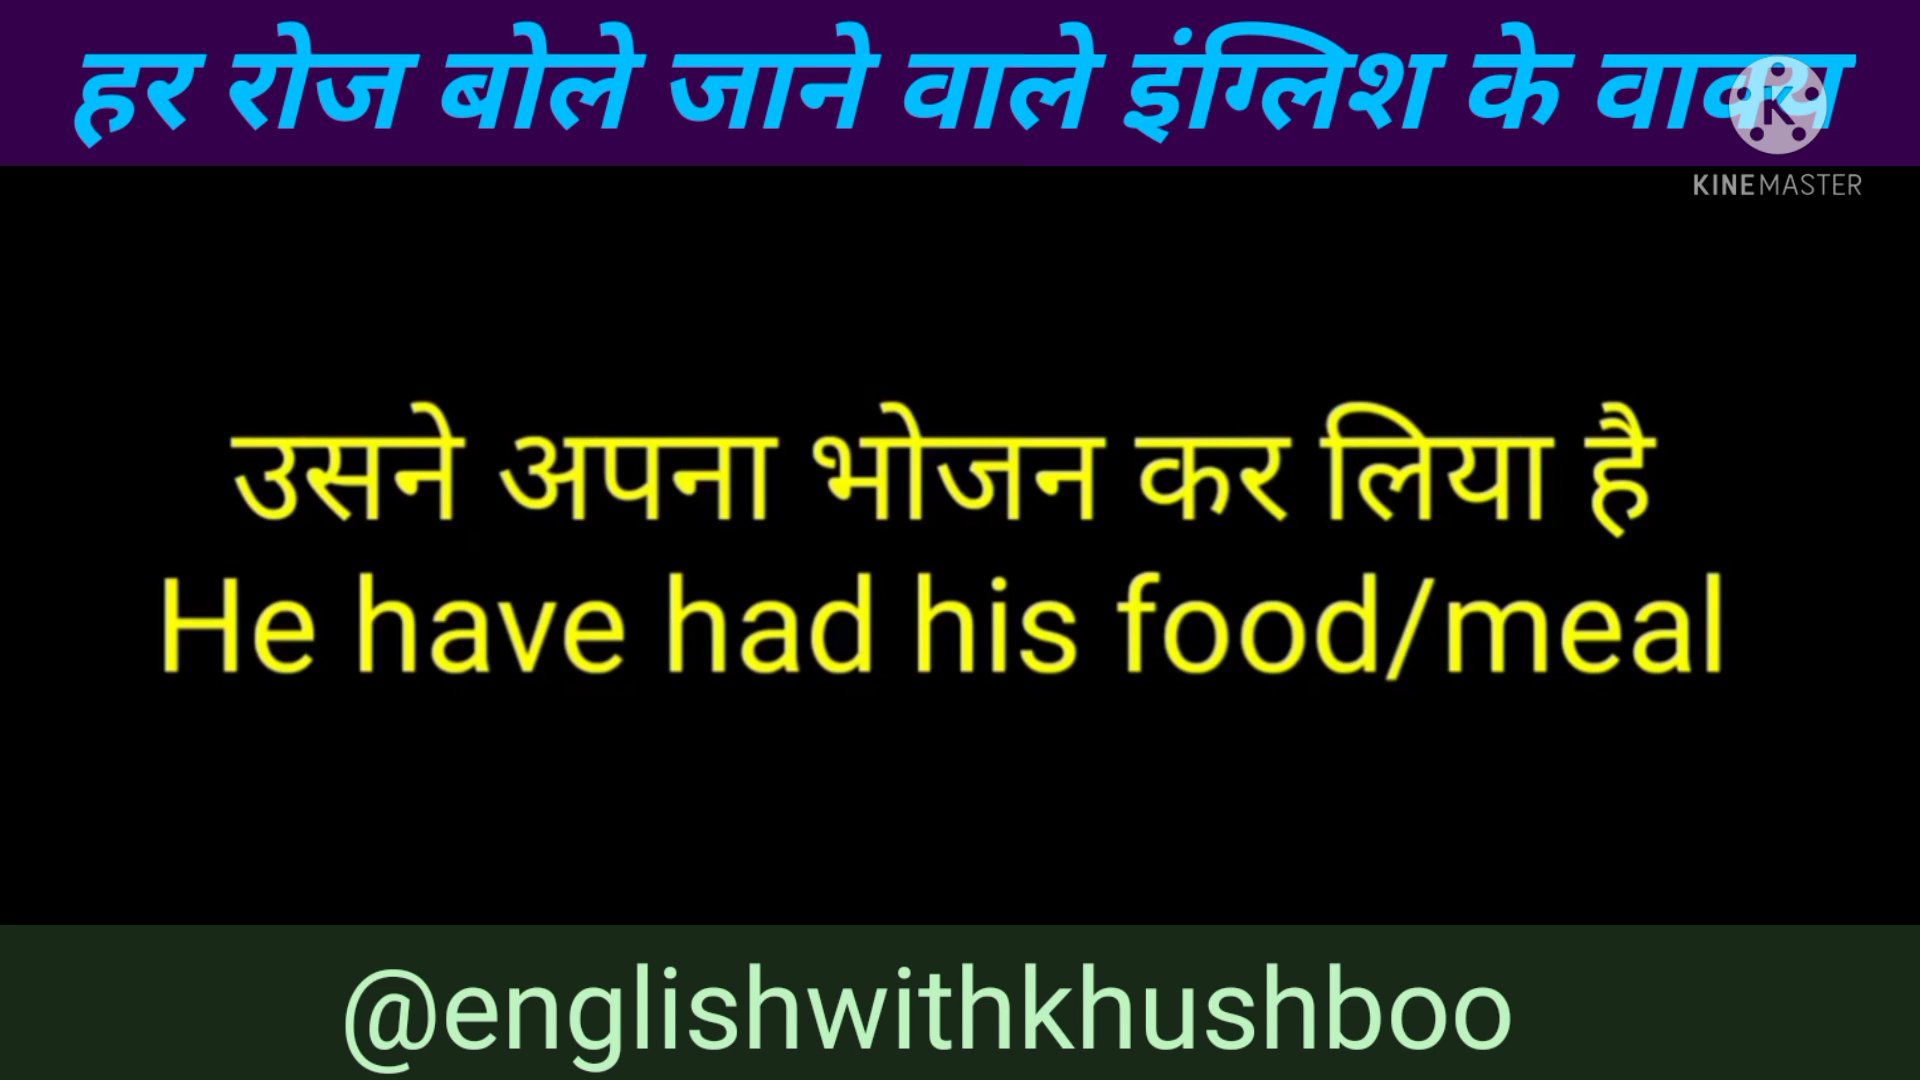 हर रोज बोले जाने वाले इंग्लिश के वाक्य
KINEMASTER
उसने अपना भोजन कर लिया है
He have had his food/meal
@englishwithkhushboo